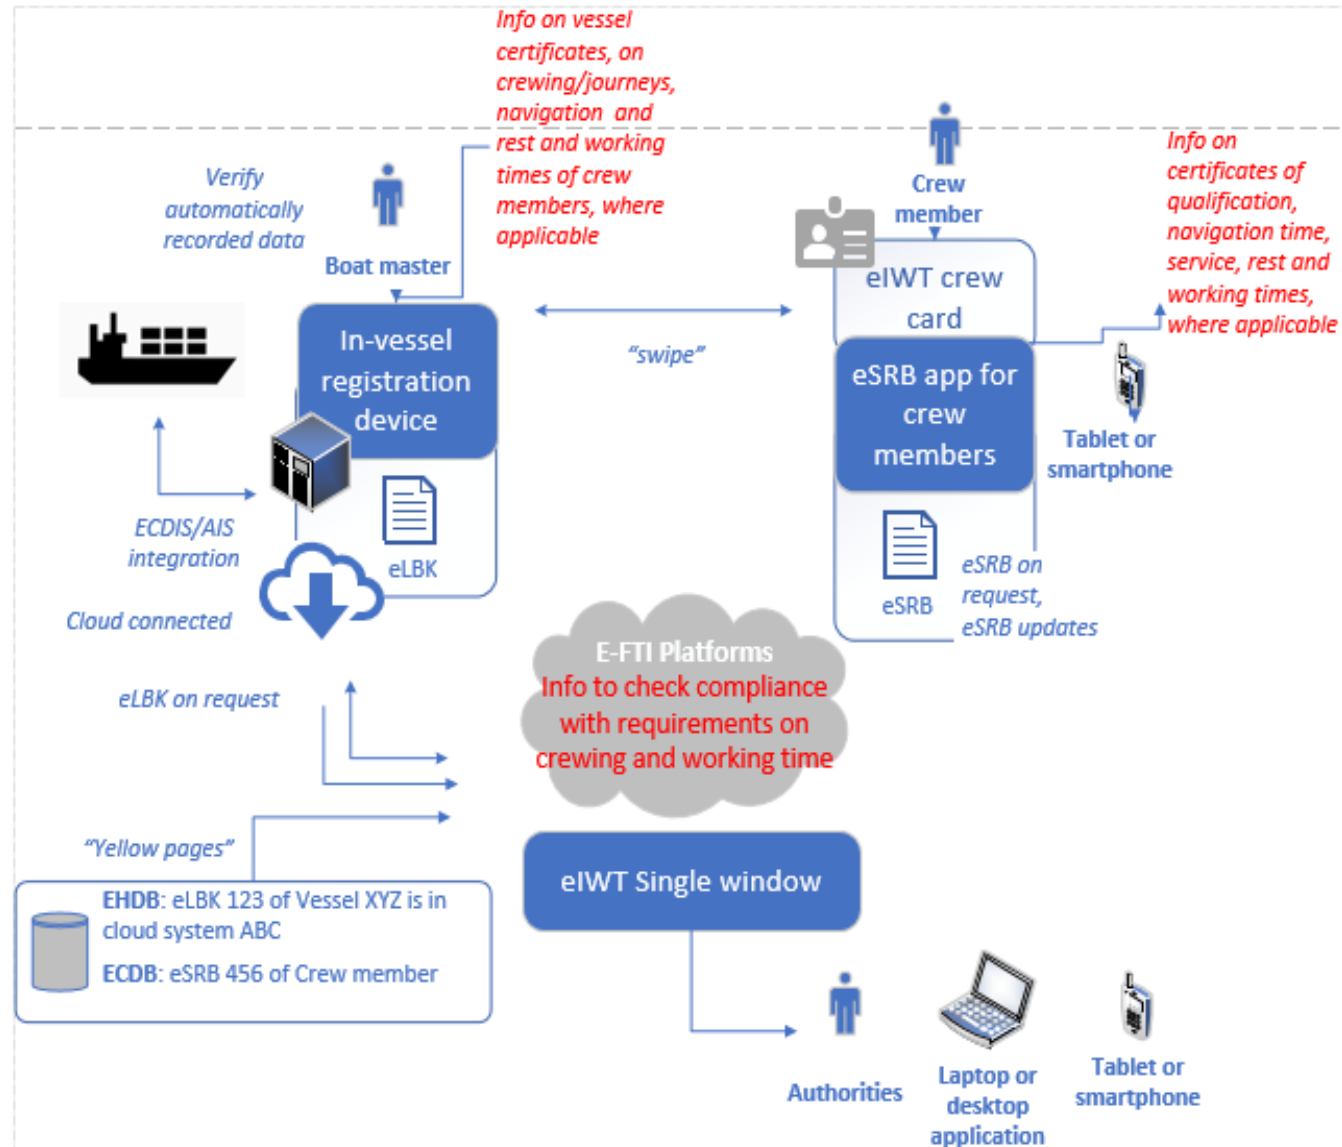 Info on vessel
certificates, on
crewing/journeys,
navigation and
rest and working
times of crew
members, where
applicable
Verify
automatically
recorded data
Boat master
Crew
member
Info on
certificates of
qualification,
navigation time,
service, rest and
working times,
where applicable
In-vessel
registration
device
"swipe"
eIWT crew
card
eSRB app for
crew
members
Tablet or
smartphone
ECDIS/AIS
integration
eLBK
eSRB
eSRB on
request,
eSRB updates
Cloud connected
eLBK on request
E-FTI Platforms
Info to check compliance
with requirements on
crewing and working time
"Yellow pages"
EHDB: eLBK 123 of Vessel XYZ is in
cloud system ABC
ECDB: eSRB 456 of Crew member
eIWT Single window
Authorities
Laptop or
desktop
application
Tablet or
smartphone